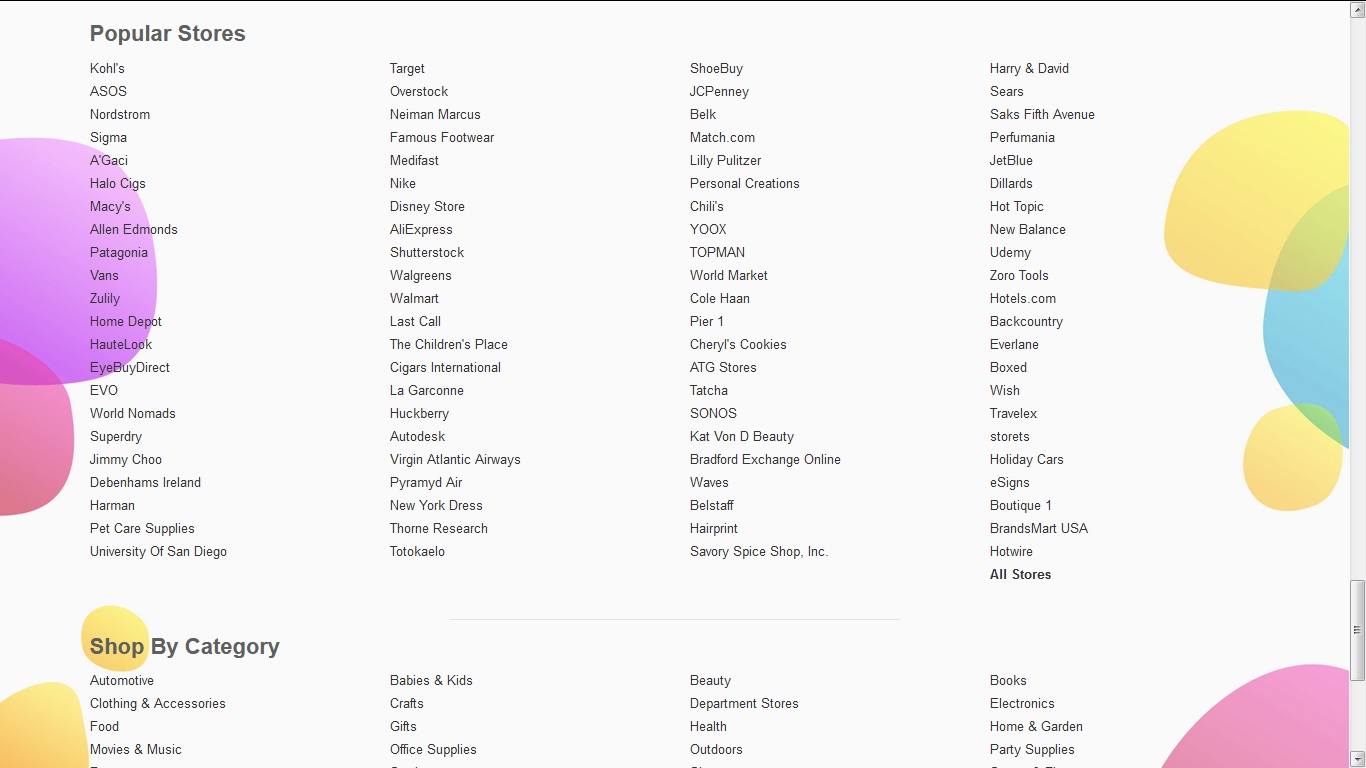 Popular Stores
Kohl's
ASOS
Nordstrom
Sigma
A'Gaci
Halo Cigs
Macy's
Allen Edmonds
Patagonia
Vans
Zulily
Home Depot
HauteLook
EyeBuyDirect
EVO
World Nomads
Superdry
Jimmy Choo
Debenhams Ireland
Harman
Pet Care Supplies
University Of San Diego
Target
Overstock
Neiman Marcus
Famous Footwear
Medifast
Nike
Disney Store
AliExpress
Shutterstock
Walgreens
Walmart
Last Call
The Children's Place
Cigars International
La Garconne
Huckberry
Autodesk
Virgin Atlantic Airways
Pyramyd Air
New York Dress
Thorne Research
Totokaelo
ShoeBuy
JCPenney
Belk
Match.com
Lilly Pulitzer
Personal Creations
Chili's
YOOX
TOPMAN
World Market
Cole Haan
Pier 1
Cheryl's Cookies
ATG Stores
Tatcha
SONOS
Kat Von D Beauty
Bradford Exchange Online
Waves
Belstaff
Hairprint
Savory Spice Shop, Inc.
Harry & David
Sears
Saks Fifth Avenue
Perfumania
JetBlue
Dillards
Hot Topic
New Balance
Udemy
Zoro Tools
Hotels.com
Backcountry
Everlane
Boxed
Wish
Travelex
storets
Holiday Cars
eSigns
Boutique 1
BrandsMart USA
Hotwire
All Stores
Shop By Category
Automotive
Clothing & Accessories
Food
Movies & Music
Babies & Kids
Crafts
Gifts
Office Supplies
Beauty
Department Stores
Health
Outdoors
Books
Electronics
Home & Garden
Party Supplies